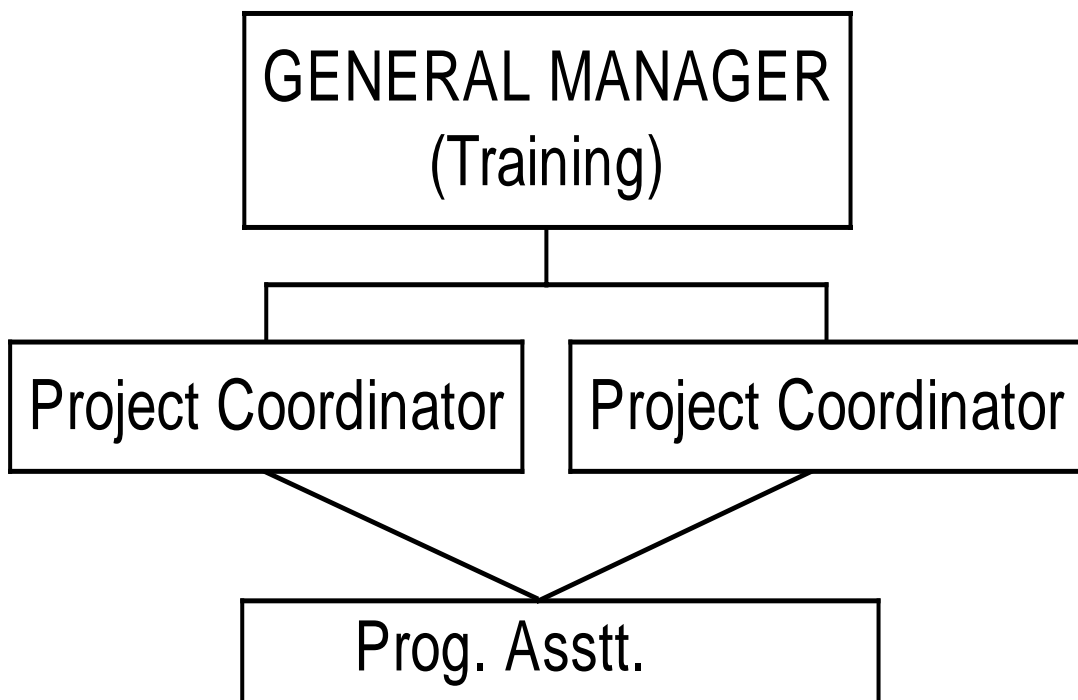 GENERAL MANAGER
(Training)
Project Coordinator
Project Coordinator
Prog. Asstt.